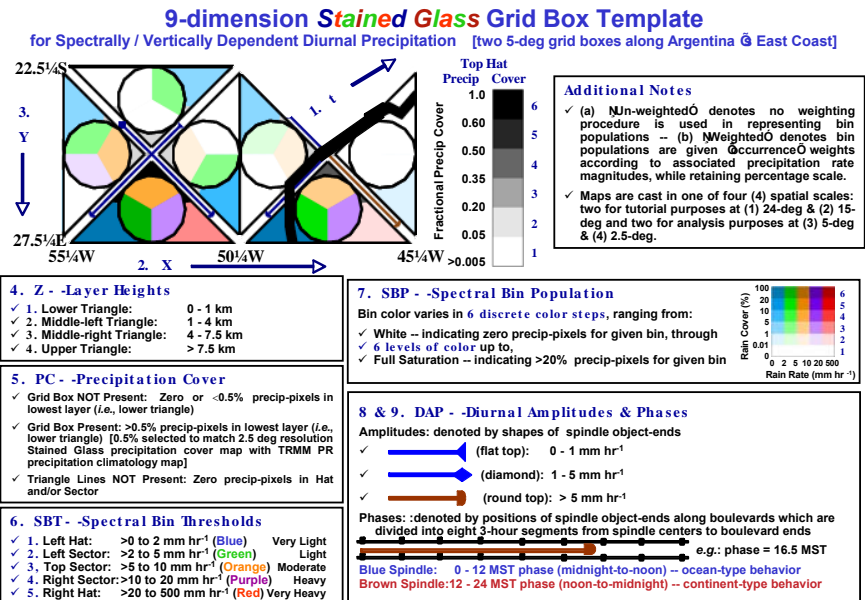 9-dimension Stained Glass Grid Box Template
for Spectrally / Vertically Dependent Diurnal Precipitation [two 5-deg grid boxes along Argentina Õs East Coast]
22.5¼S
3.
Y
27.5¼E
55¼W
50¼W
45¼W
2. X
1. t
Top Hat
Precip Cover
Fractional Precip Cover
1.0
0.60
0.50
0.35
0.20
0.05
>0.005
6
5
4
3
2
1
Additional Notes
✓ (a) ŅUn-weightedÓ denotes no weighting
procedure is used in representing bin
populations -- (b) ŅWeightedÓ denotes bin
populations are given ÔoccurrenceÕ weights
according to associated precipitation rate
magnitudes, while retaining percentage scale.
✓ Maps are cast in one of four (4) spatial scales:
two for tutorial purposes at (1) 24-deg & (2) 15-
deg and two for analysis purposes at (3) 5-deg
& (4) 2.5-deg.
4. Z - -Layer Heights
✓ 1. Lower Triangle: 0 - 1 km
✓ 2. Middle-left Triangle: 1 - 4 km
✓ 3. Middle-right Triangle: 4 - 7.5 km
✓ 4. Upper Triangle: > 7.5 km
5. PC - -Precipitation Cover
✓ Grid Box NOT Present: Zero or <0.5% precip-pixels in
lowest layer (i.e., lower triangle)
✓ Grid Box Present: >0.5% precip-pixels in lowest layer (i.e.,
lower triangle) [0.5% selected to match 2.5 deg resolution
Stained Glass precipitation cover map with TRMM PR
precipitation climatology map]
✓ Triangle Lines NOT Present: Zero precip-pixels in Hat
and/or Sector
6. SBT - -Spectral Bin Thresholds
✓ 1. Left Hat: >0 to 2 mm hr-1 (Blue) Very Light
✓ 2. Left Sector: >2 to 5 mm hr-1 (Green) Light
✓ 3, Top Sector: >5 to 10 mm hr-1 (Orange) Moderate
✓ 4. Right Sector: >10 to 20 mm hr-1 (Purple) Heavy
✓ 5. Right Hat: >20 to 500 mm hr-1 (Red) Very Heavy
7. SBP - -Spectral Bin Population
Bin color varies in 6 discrete color steps, ranging from:
✓ White -- indicating zero precip-pixels for given bin, through
✓ 6 levels of color up to,
✓ Full Saturation -- indicating >20% precip-pixels for given bin
Rain Cover (%)
100
20
10
5
1
0.01
0
6
5
4
3
2
1
0 2 5 10 20 500
Rain Rate (mm hr -1)
8 & 9. DAP - -Diurnal Amplitudes & Phases
Amplitudes: denoted by shapes of spindle object-ends
✓ (flat top): 0 - 1 mm hr-1
✓ (diamond): 1 - 5 mm hr-1
✓ (round top): > 5 mm hr-1
Phases: :denoted by positions of spindle object-ends along boulevards which are
divided into eight 3-hour segments from spindle centers to boulevard ends
e.g.: phase = 16.5 MST
Blue Spindle: 0 - 12 MST phase (midnight-to-noon) -- ocean-type behavior
Brown Spindle:12 - 24 MST phase (noon-to-midnight) -- continent-type behavior